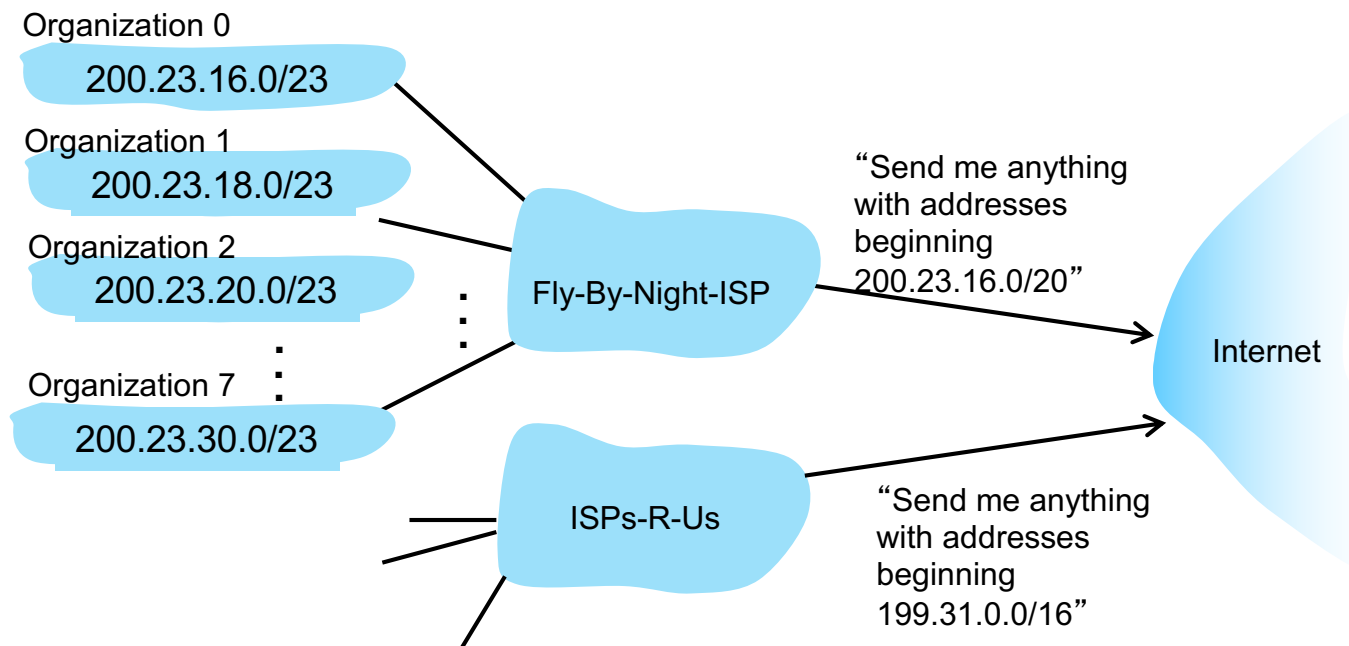 Organization 0
200.23.16.0/23
Organization 1
200.23.18.0/23
Organization 2
200.23.20.0/23
Organization 7
200.23.30.0/23
Fly-By-Night-ISP
“Send me anything
with addresses
beginning
200.23.16.0/20”
Internet
ISPs-R-Us
“Send me anything
with addresses
beginning
199.31.0.0/16”